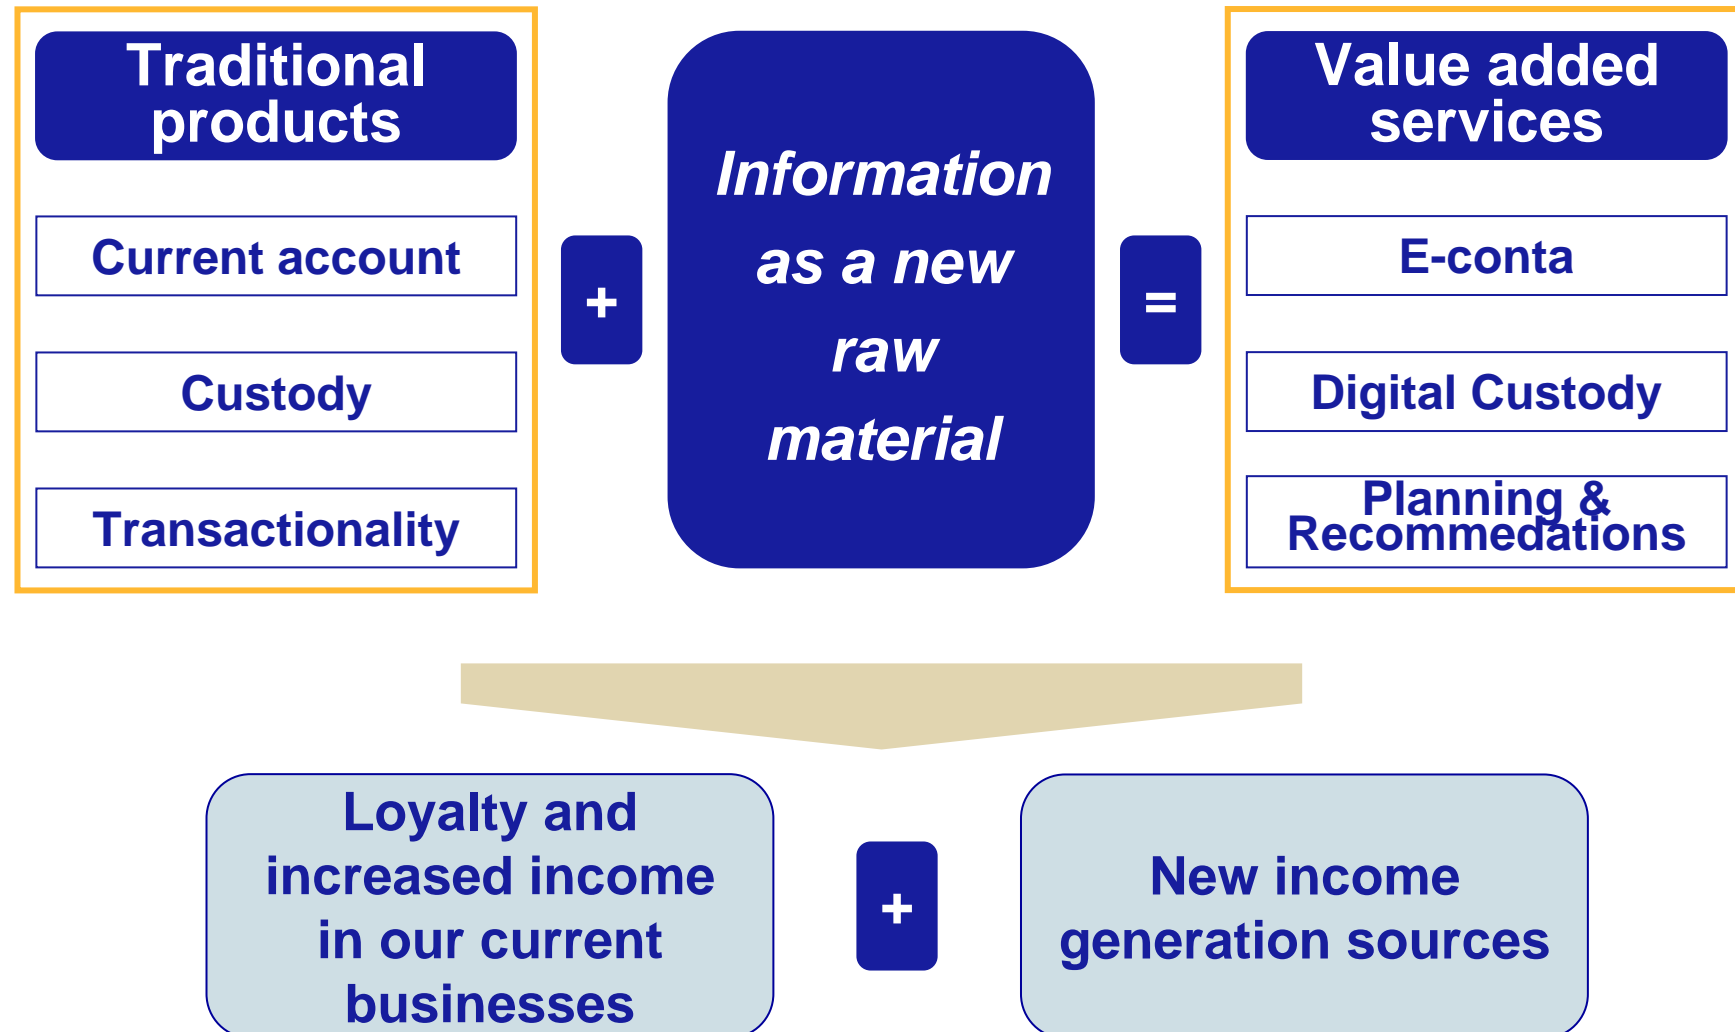 Traditional
products
Current account
Custody
Transactionality
+
Information
as a new
raw
material
=
Value added
services
E-conta
Digital Custody
Planning &
Recommedations
Loyalty and
increased income
in our current
businesses
+
New income
generation sources